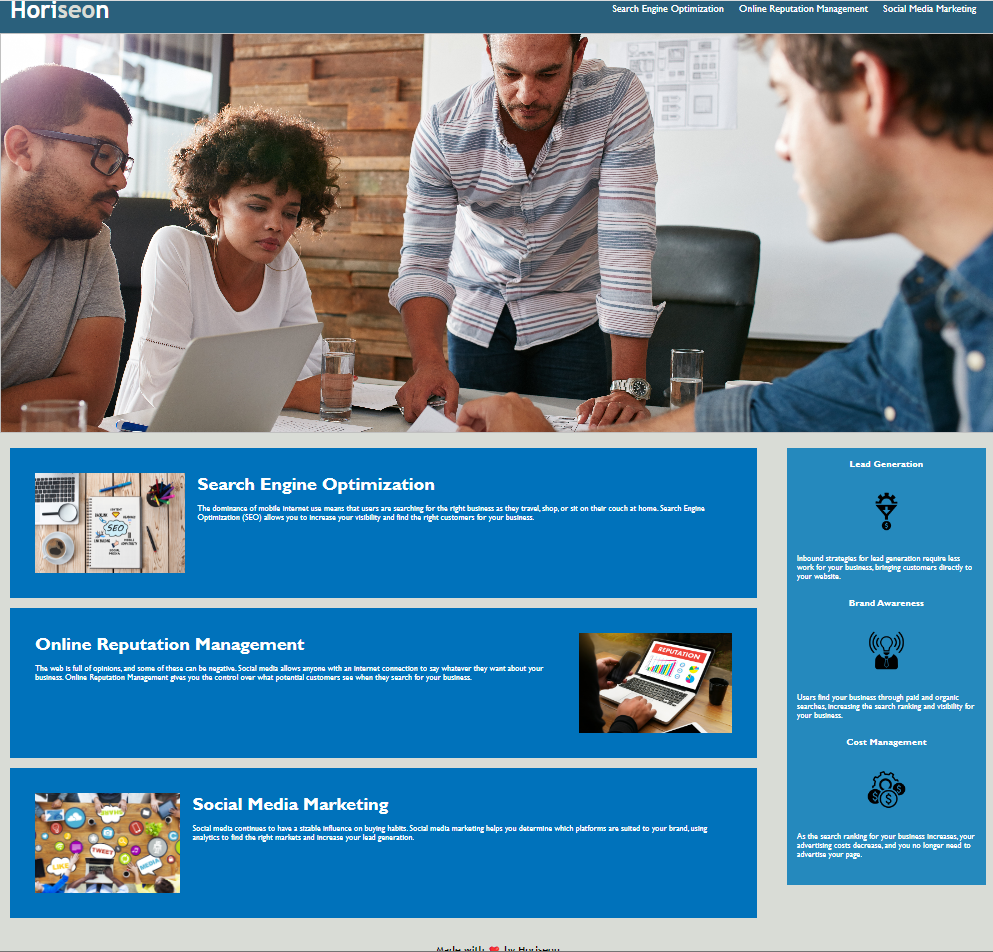 Horiseon
Search Engine Optimization Online Reputation Management Social Media Marketing
Search Engine Optimization
The dominance of mobile internet use means that users are searching for the right business as they travel, shop, or sit on their couch at home. Search Engine
Optimization (SEO) allows you to increase your visibility and find the right customers for your business.
SEO
Online Reputation Management
The web is full of opinions, and some of these can be negative. Social media allows anyone with an internet connection to say whatever they want about your
business. Online Reputation Management gives you the control over what potential customers see when they search for your business.
REPUTATION
Social Media Marketing
Social media continues to have a sizable influence on buying habits. Social media marketing helps you determine which platforms are suited to your brand, using
analytics to find the right markets and increase your lead generation.
TWEET
LIKE
MEDIA
Lead Generation
Inbound strategies for lead generation require less
work for your business, bringing customers directly to
your website.
Brand Awareness
Users find your business through paid and organic
searches, increasing the search ranking and visibility for
your business.
Cost Management
As the search ranking for your business increases, your
advertising costs decrease, and you no longer need to
advertise your page.
Made with ❤️ by Horiseon